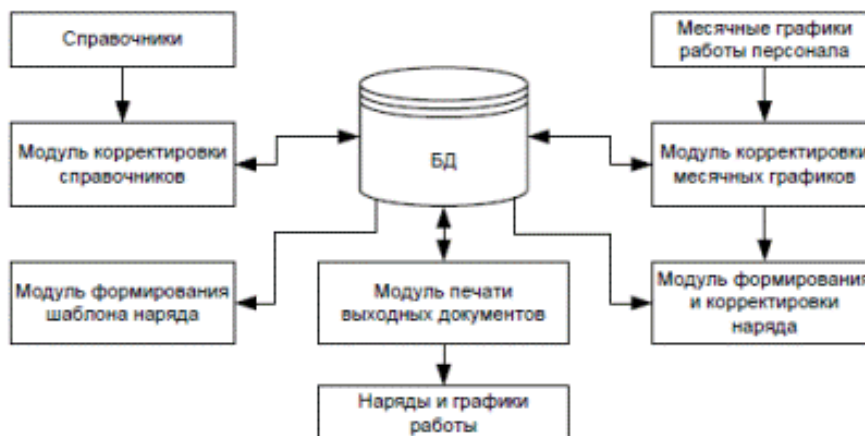 Справочники
Месячные графики
работы персонала
Модуль корректировки
справочников
БД
Модуль корректировки
месячных графиков
Модуль формирования
шаблона наряда
Модуль печати
выходных документов
Модуль формирования
и корректировки
наряда
Наряды и графики
работы